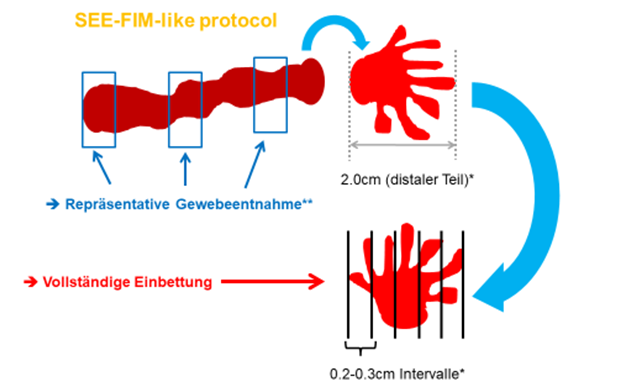 SEE-FIM-like protocol
2.0cm (distaler Teil)*
➔ Repräsentative Gewebeentnahme**
➔ Vollständige Einbettung
0.2-0.3cm Intervalle*